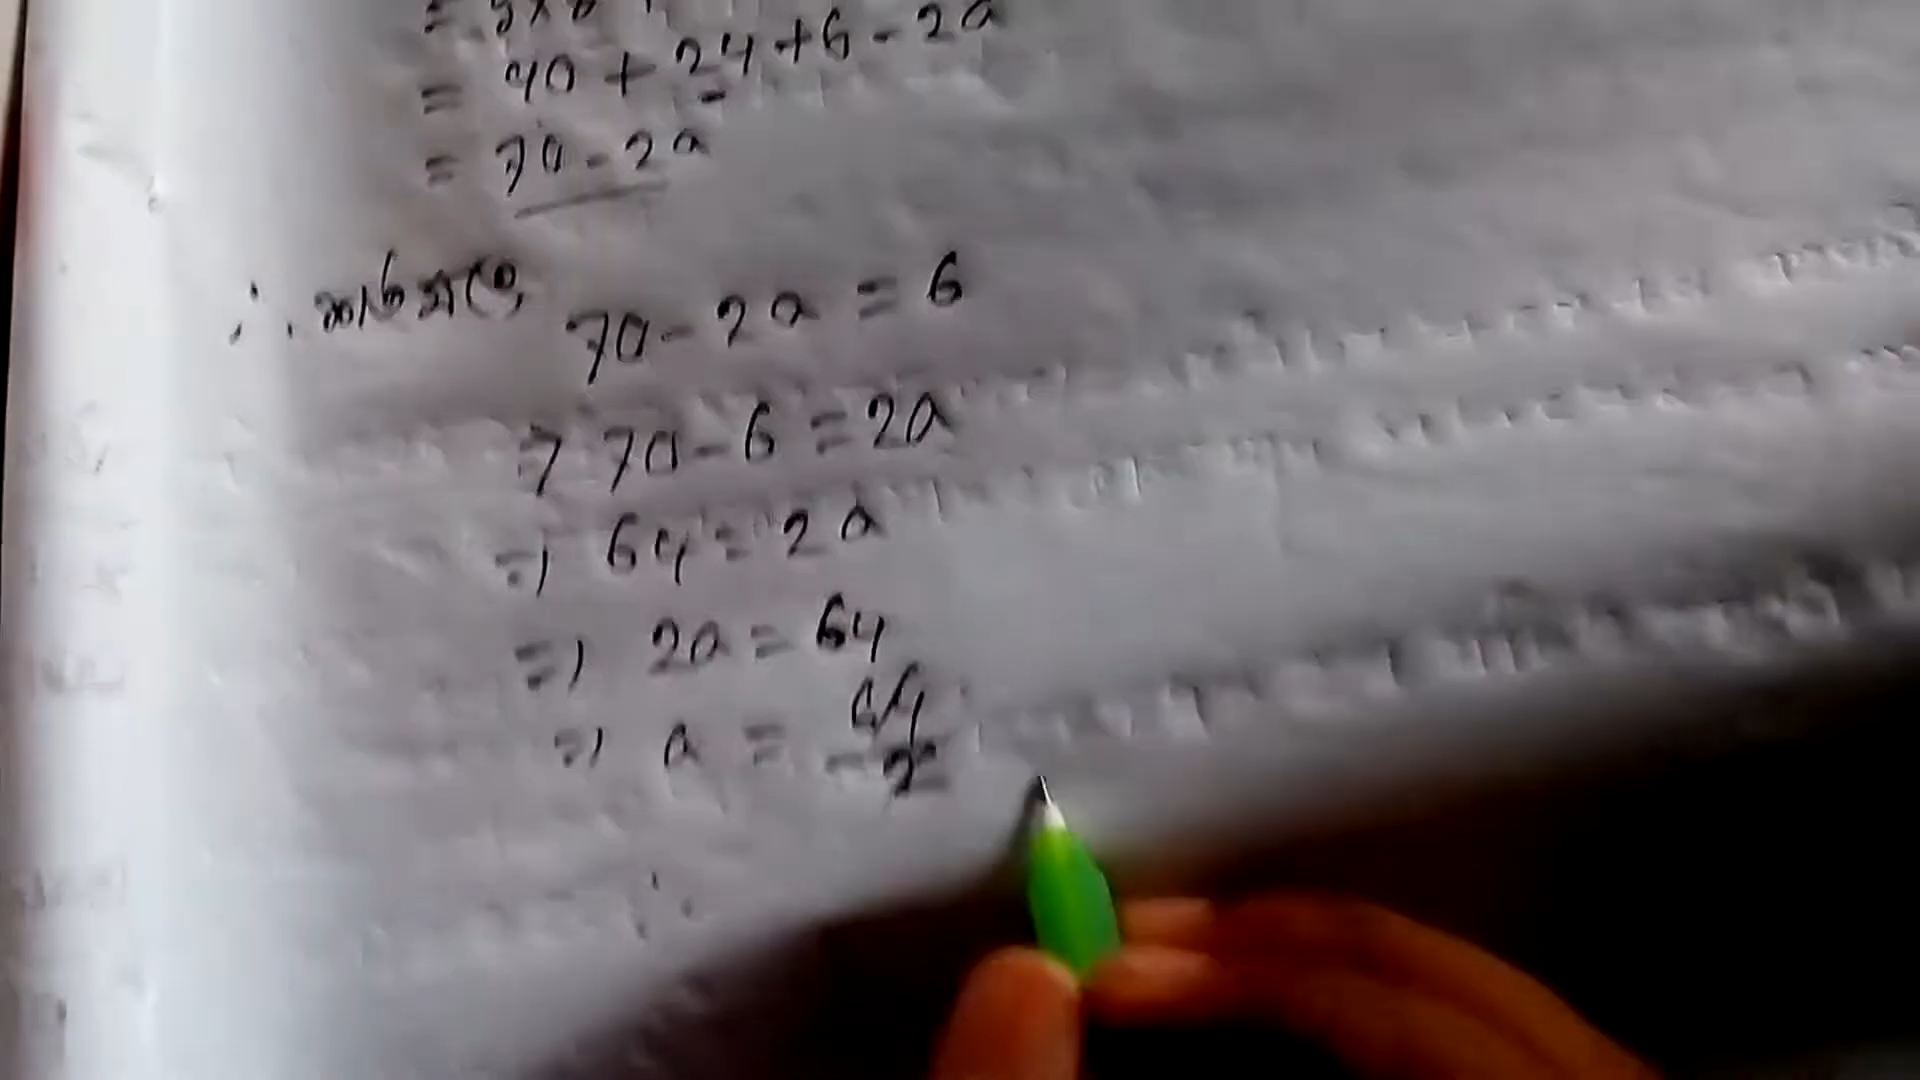 = 40 + 24 + 6 - 2a
= 70 - 2a
∴ 70 - 2a = 6
⇒ 70 - 6 = 2a
⇒ 64 = 2a
⇒ 2a = 64
⇒ a = 64/2
∴